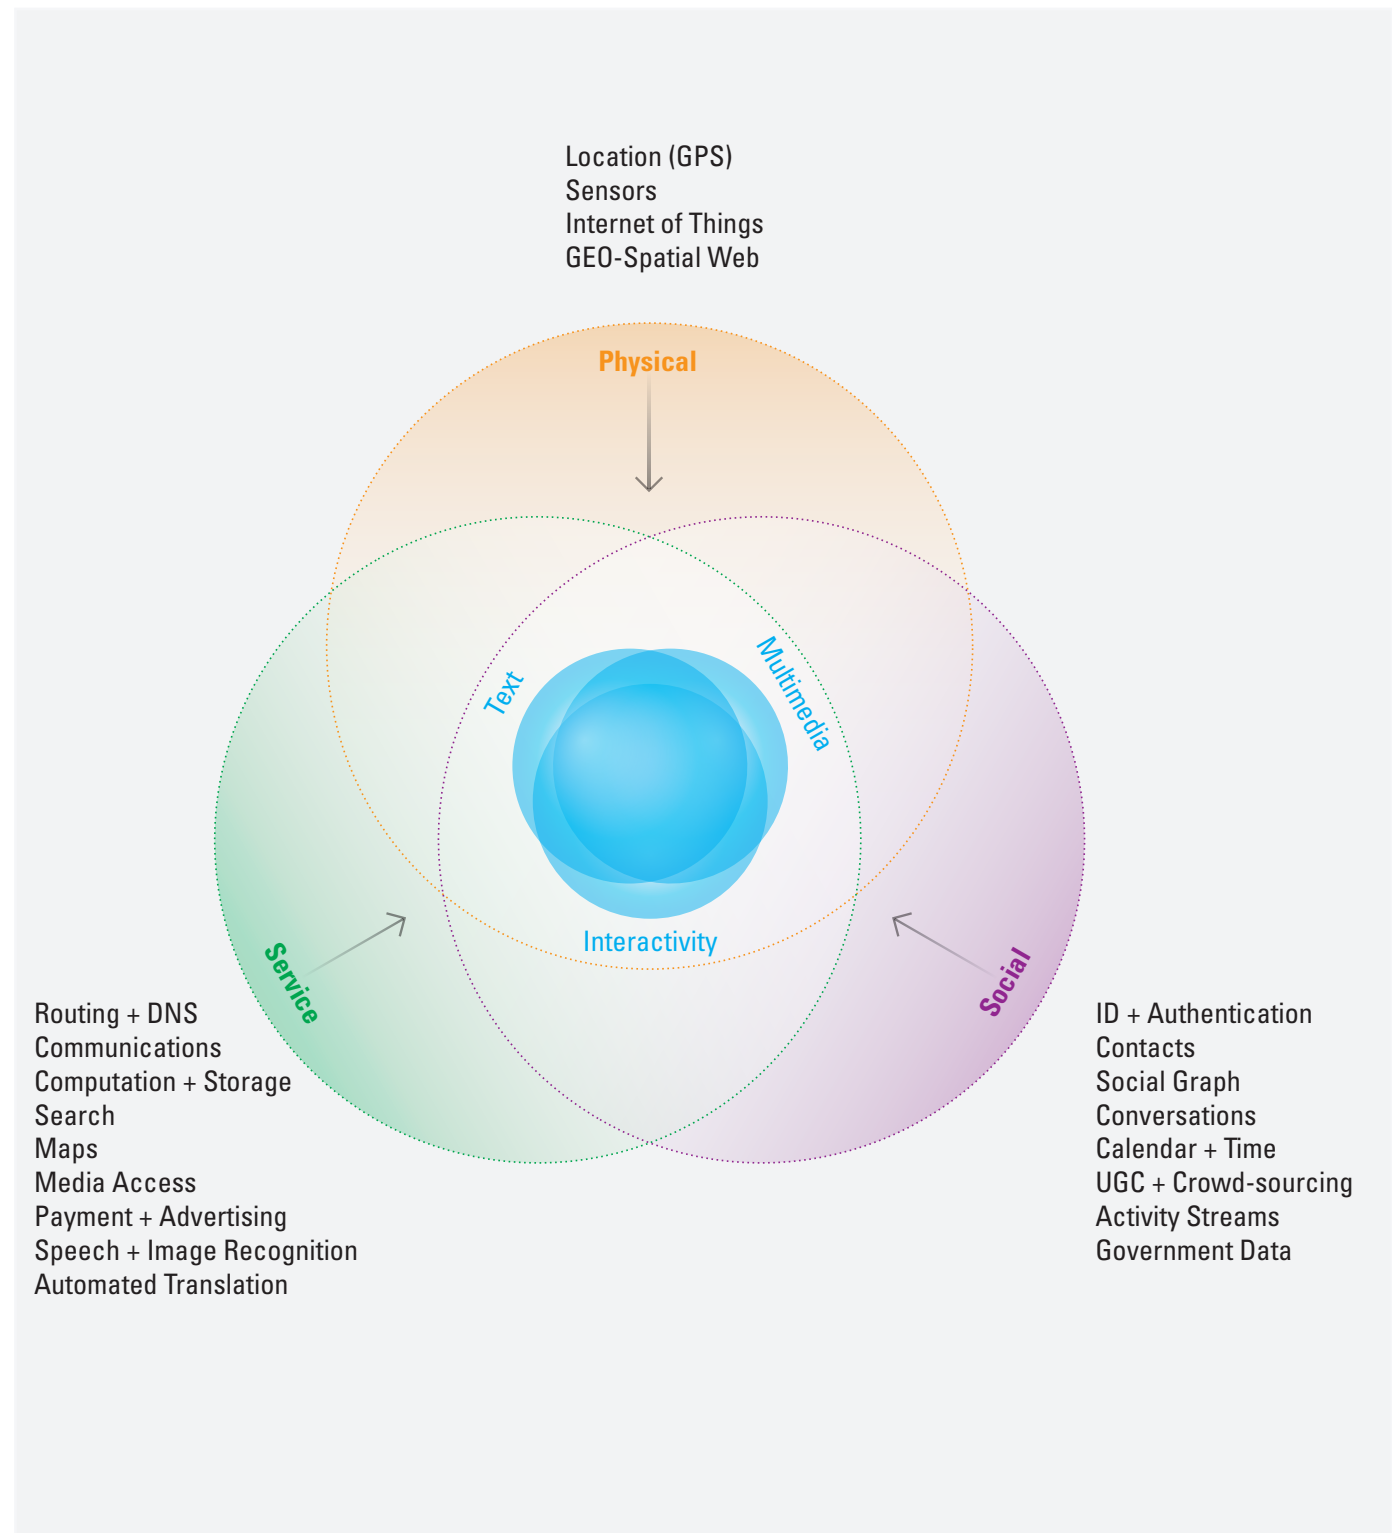 Location (GPS)
Sensors
Internet of Things
GEO-Spatial Web
Physical
Text
Multimedia
Interactivity
Service
Social
Routing + DNS
Communications
Computation + Storage
Search
Maps
Media Access
Payment + Advertising
Speech + Image Recognition
Automated Translation
ID + Authentication
Contacts
Social Graph
Conversations
Calendar + Time
UGC + Crowd-sourcing
Activity Streams
Government Data